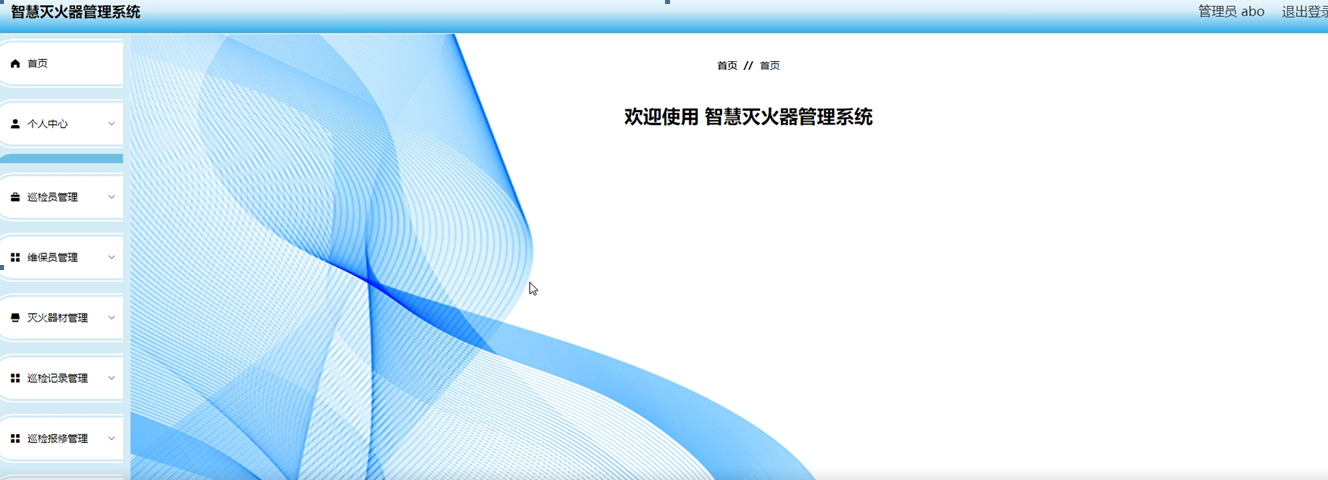 智慧灭火器管理系统
管理员 abo 退出登录
首页
个人中心
巡检员管理
维保员管理
灭火器材管理
巡检记录管理
巡检报修管理
首页 // 首页
欢迎使用 智慧灭火器管理系统